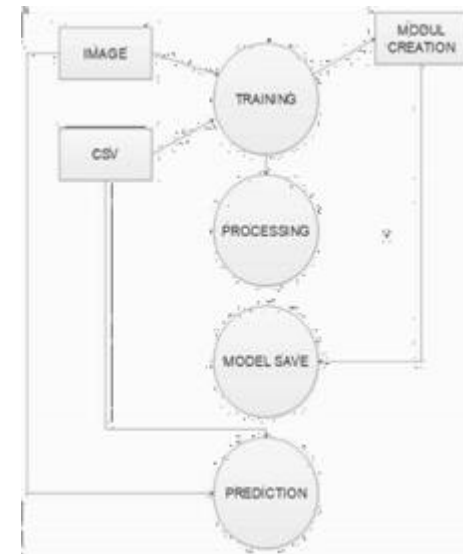 IMAGE
MODUL
CREATION
TRAINING
CSV
PROCESSING
MODEL SAVE
PREDICTION